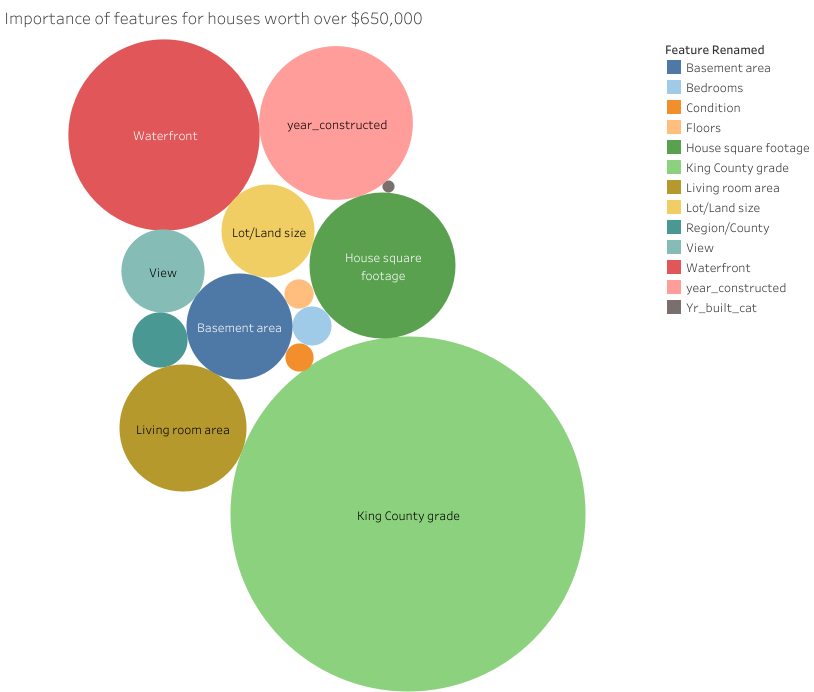 Importance of features for houses worth over $650,000
Waterfront
year_constructed
Lot/Land size
House square
footage
View
Basement area
Living room area
King County grade
Feature Renamed
Basement area
Bedrooms
Condition
Floors
House square footage
King County grade
Living room area
Lot/Land size
Region/County
View
Waterfront
year_constructed
Yr_built_cat